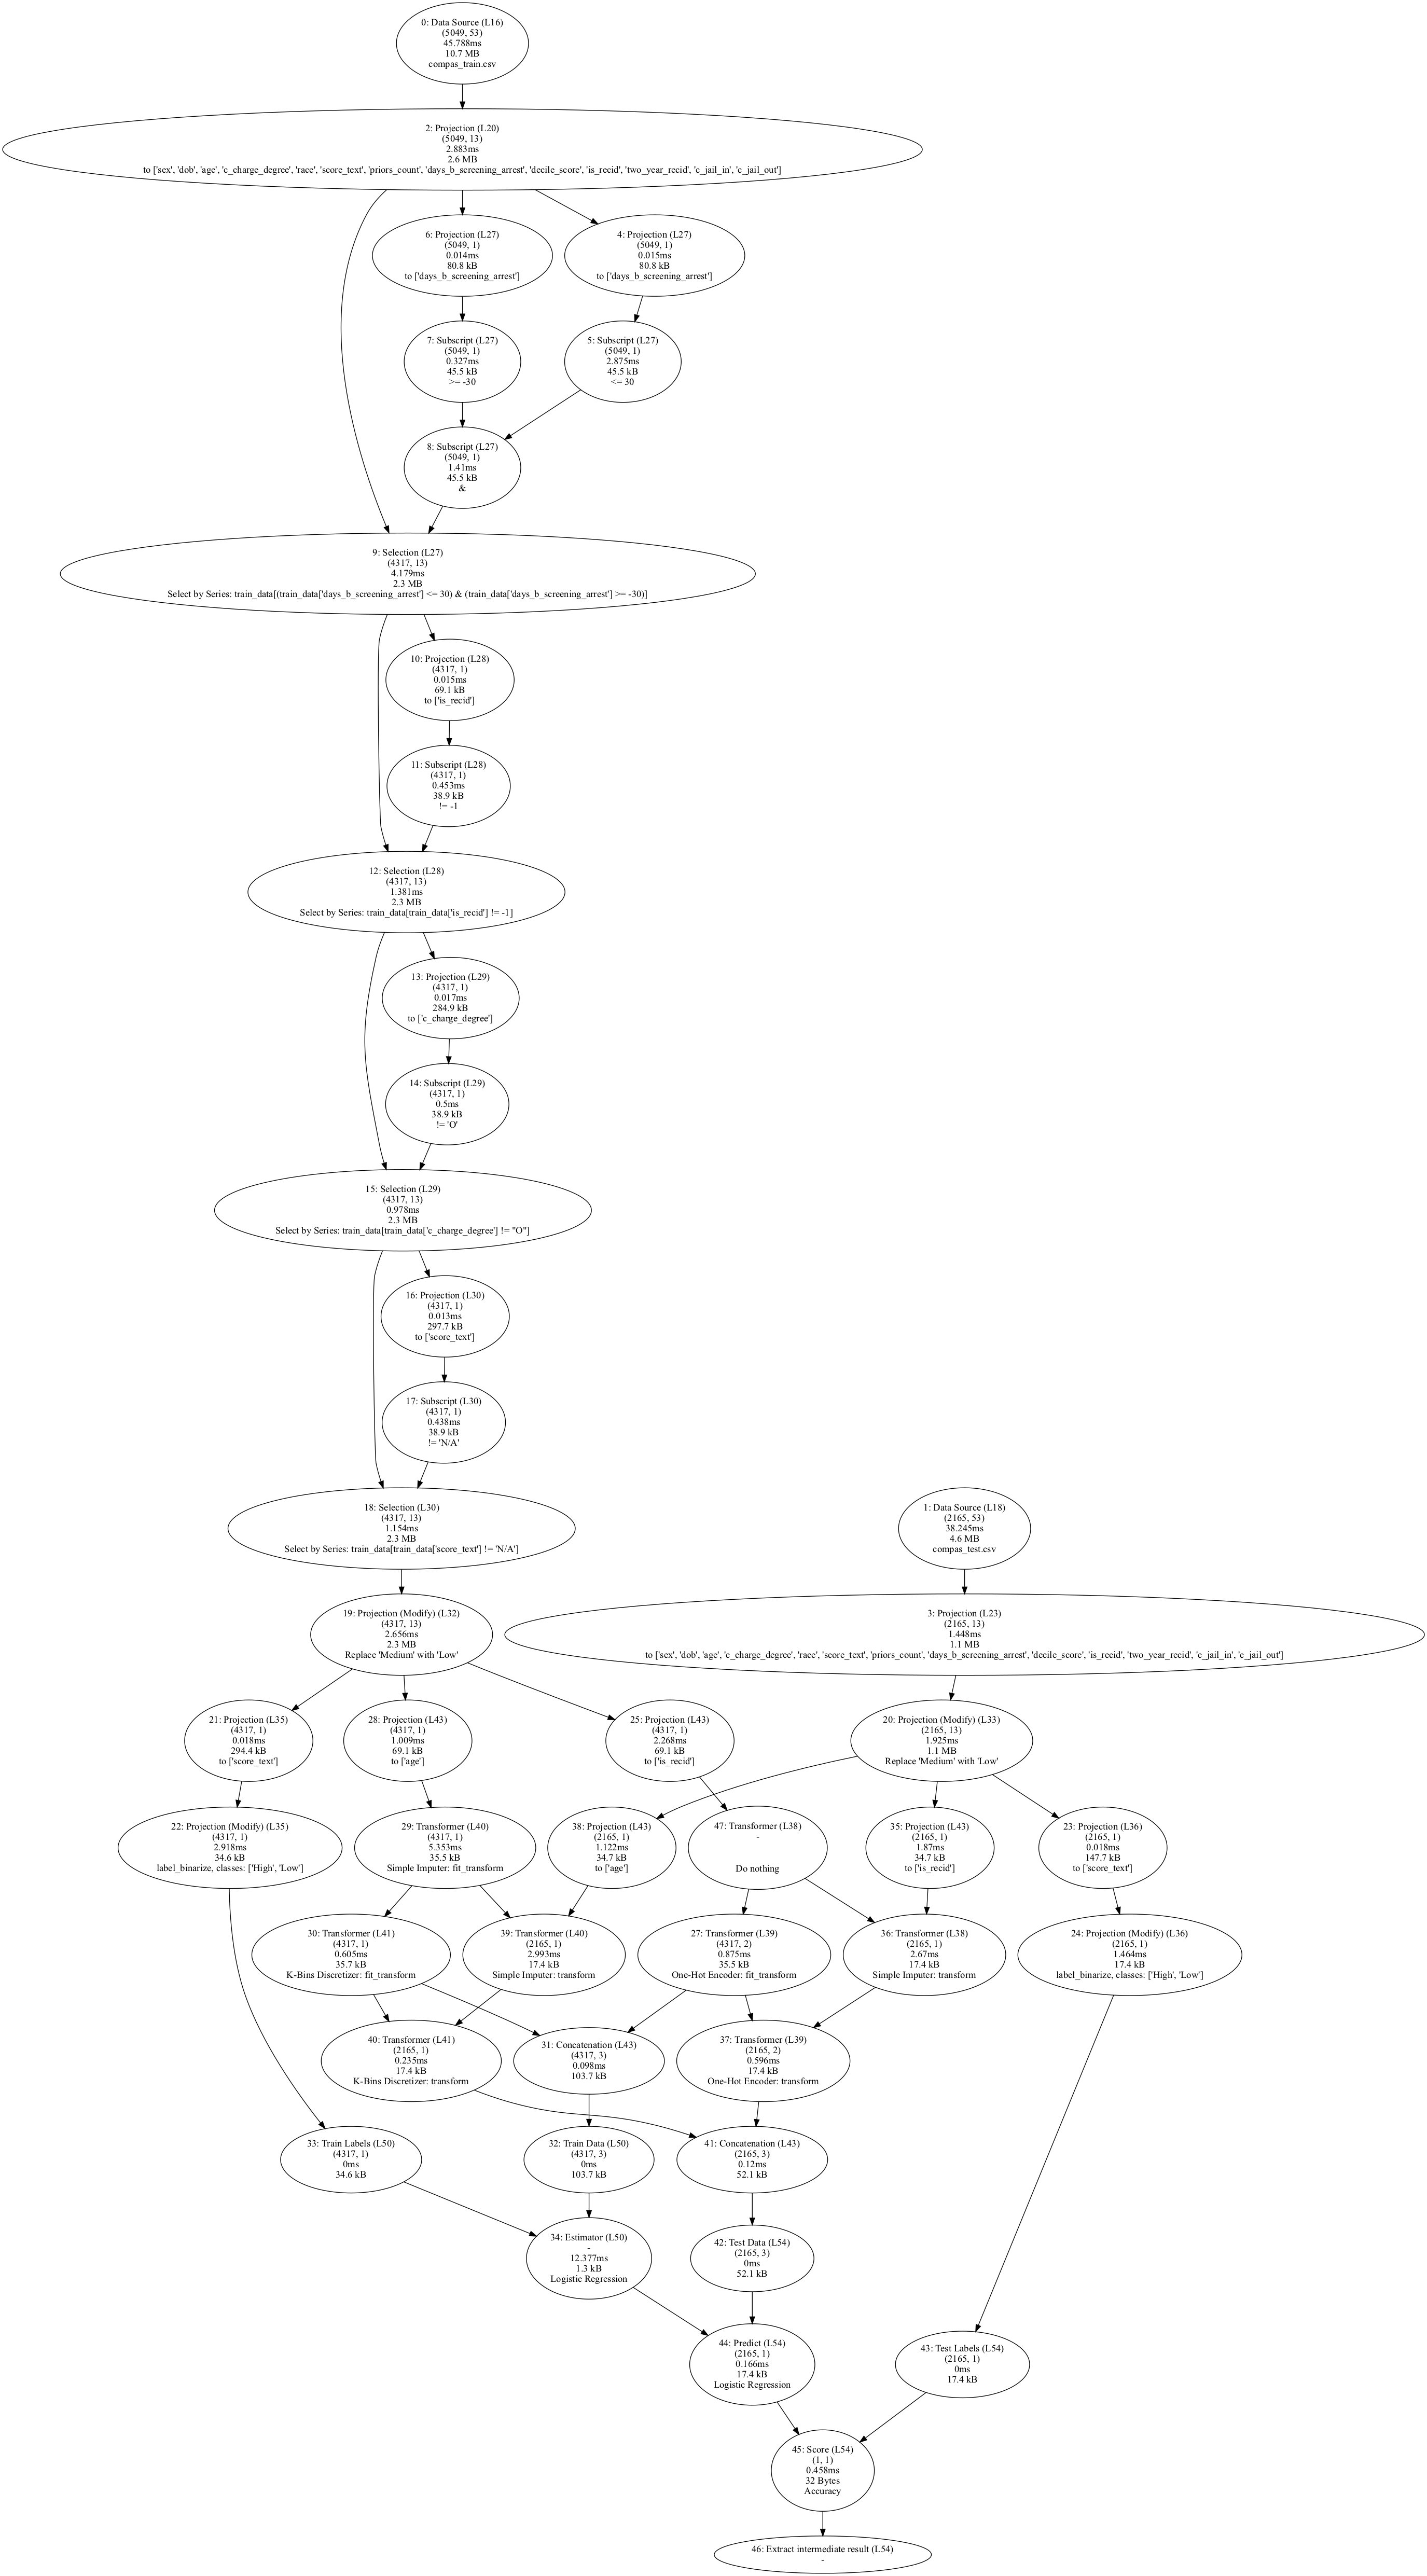 0: Data Source (L16)
(5049, 53)
45.788ms
10.7 MB
compas_train.csv
2: Projection (L20)
(5049, 13)
2.883ms
2.6 MB
to ['sex', 'dob', 'age', 'c_charge_degree', 'race', 'score_text', 'priors_count', 'days_b_screening_arrest', 'decile_score', 'is_recid', 'two_year_recid', 'c_jail_in', 'c_jail_out']
6: Projection (L27)
(5049, 1)
0.014ms
80.8 kB
to ['days_b_screening_arrest']
4: Projection (L27)
(5049, 1)
0.015ms
80.8 kB
to ['days_b_screening_arrest']
7: Subscript (L27)
(5049, 1)
0.327ms
45.5 kB
>= -30
5: Subscript (L27)
(5049, 1)
2.875ms
45.5 kB
<= 30
8: Subscript (L27)
(5049, 1)
1.41ms
45.5 kB
&
9: Selection (L27)
(4317, 13)
4.179ms
2.3 MB
Select by Series: train_data[(train_data['days_b_screening_arrest'] <= 30) & (train_data['days_b_screening_arrest'] >= -30)]
10: Projection (L28)
(4317, 1)
0.015ms
69.1 kB
to ['is_recid']
11: Subscript (L28)
(4317, 1)
0.453ms
38.9 kB
!= -1
12: Selection (L28)
(4317, 13)
1.381ms
2.3 MB
Select by Series: train_data[train_data['is_recid'] != -1]
13: Projection (L29)
(4317, 1)
0.017ms
284.9 kB
to ['c_charge_degree']
14: Subscript (L29)
(4317, 1)
0.5ms
38.9 kB
!= 'O'
15: Selection (L29)
(4317, 13)
0.978ms
2.3 MB
Select by Series: train_data[train_data['c_charge_degree'] != "O"]
16: Projection (L30)
(4317, 1)
0.013ms
297.7 kB
to ['score_text']
17: Subscript (L30)
(4317, 1)
0.438ms
38.9 kB
!= 'N/A'
18: Selection (L30)
(4317, 13)
1.154ms
2.3 MB
Select by Series: train_data[train_data['score_text'] != 'N/A']
1: Data Source (L18)
(2165, 53)
38.245ms
4.6 MB
compas_test.csv
19: Projection (Modify) (L32)
(4317, 13)
2.656ms
2.3 MB
Replace 'Medium' with 'Low'
3: Projection (L23)
(2165, 13)
1.448ms
1.1 MB
to ['sex', 'dob', 'age', 'c_charge_degree', 'race', 'score_text', 'priors_count', 'days_b_screening_arrest', 'decile_score', 'is_recid', 'two_year_recid', 'c_jail_in', 'c_jail_out']
21: Projection (L35)
(4317, 1)
0.018ms
294.4 kB
to ['score_text']
28: Projection (L43)
(4317, 1)
1.009ms
69.1 kB
to ['age']
25: Projection (L43)
(4317, 1)
2.268ms
69.1 kB
to ['is_recid']
20: Projection (Modify) (L33)
(2165, 13)
1.925ms
1.1 MB
Replace 'Medium' with 'Low'
22: Projection (Modify) (L35)
(4317, 1)
2.918ms
34.6 kB
label_binarize, classes: ['High', 'Low']
29: Transformer (L40)
(4317, 1)
5.353ms
35.5 kB
Simple Imputer: fit_transform
38: Projection (L43)
(2165, 1)
1.122ms
34.7 kB
to ['age']
47: Transformer (L38)
-
Do nothing
35: Projection (L43)
(2165, 1)
1.87ms
34.7 kB
to ['is_recid']
23: Projection (L36)
(2165, 1)
0.018ms
147.7 kB
to ['score_text']
30: Transformer (L41)
(4317, 1)
0.605ms
35.7 kB
K-Bins Discretizer: fit_transform
39: Transformer (L40)
(2165, 1)
2.993ms
17.4 kB
Simple Imputer: transform
27: Transformer (L39)
(4317, 2)
0.875ms
35.5 kB
One-Hot Encoder: fit_transform
36: Transformer (L38)
(2165, 1)
2.67ms
17.4 kB
Simple Imputer: transform
24: Projection (Modify) (L36)
(2165, 1)
1.464ms
17.4 kB
label_binarize, classes: ['High', 'Low']
40: Transformer (L41)
(2165, 1)
0.235ms
17.4 kB
K-Bins Discretizer: transform
31: Concatenation (L43)
(4317, 3)
0.098ms
103.7 kB
37: Transformer (L39)
(2165, 2)
0.596ms
17.4 kB
One-Hot Encoder: transform
33: Train Labels (L50)
(4317, 1)
0ms
34.6 kB
32: Train Data (L50)
(4317, 3)
0ms
103.7 kB
41: Concatenation (L43)
(2165, 3)
0.12ms
52.1 kB
34: Estimator (L50)
-
12.377ms
1.3 kB
Logistic Regression
42: Test Data (L54)
(2165, 3)
0ms
52.1 kB
44: Predict (L54)
(2165, 1)
0.166ms
17.4 kB
Logistic Regression
43: Test Labels (L54)
(2165, 1)
0ms
17.4 kB
45: Score (L54)
(1, 1)
0.458ms
32 Bytes
Accuracy
46: Extract intermediate result (L54)
-